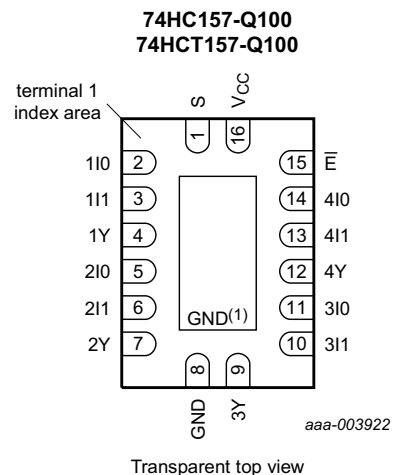 74HC157-Q100
74HCT157-Q100
terminal 1
index area
S
VCC
1
16
1I0 2
15 E̅
1I1 3
14 4I0
1Y 4
13 4I1
2I0 5
12 4Y
2I1 6
11 3I0
2Y 7
10 3I1
GND(1)
8
9
GND
3Y
aaa-003922
Transparent top view